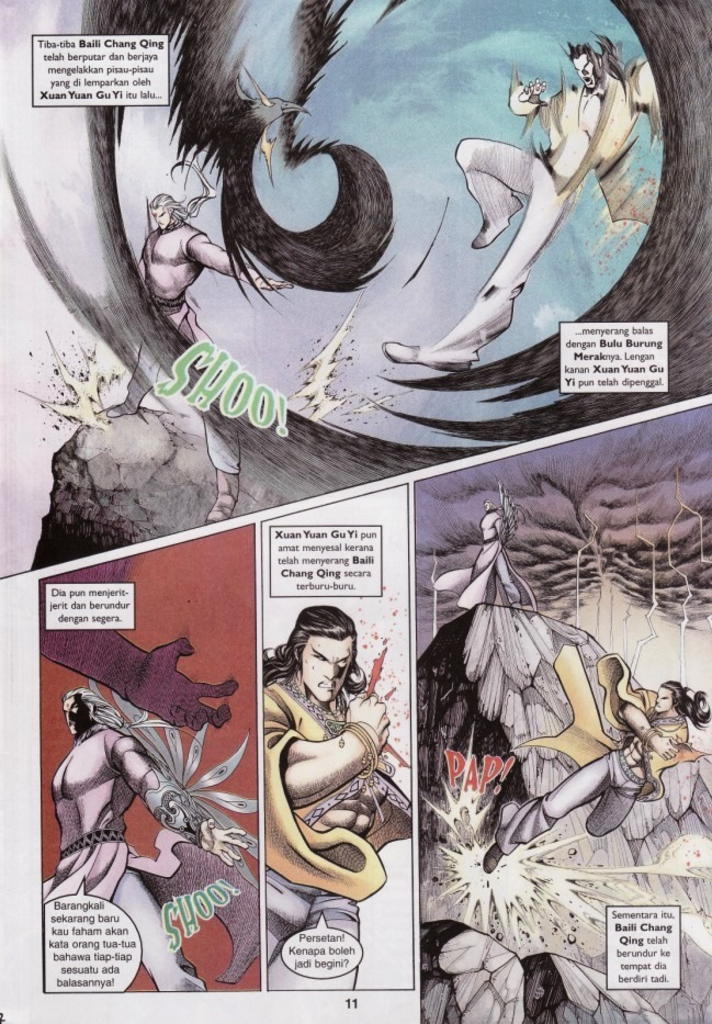 Tiba-tiba Baili Chang Qing
telah berputar dan berjaya
mengelakkan pisau-pisau
yang di lemparkan oleh
Xuan Yuan Gu Yi itu lalu...
...menyerang balas
dengan Bulu Burung
Meraknya. Lengan
kanan Xuan Yuan Gu
Yi pun telah dipenggal.
SHOO!
Dia pun menjerit-
jerit dan berundur
dengan segera.
SHOO!
Barangkali
sekarang baru
kau faham akan
kata orang tua-tua
bahawa tiap-tiap
sesuatu ada
balasannya!
Xuan Yuan Gu Yi pun
amat menyesal kerana
telah menyerang Baili
Chang Qing secara
terburu-buru.
Persetan!
Kenapa boleh
jadi begini?
PAP!
Sementara itu,
Baili Chang
Qing telah
berundur ke
tempat dia
berdiri tadi.
11